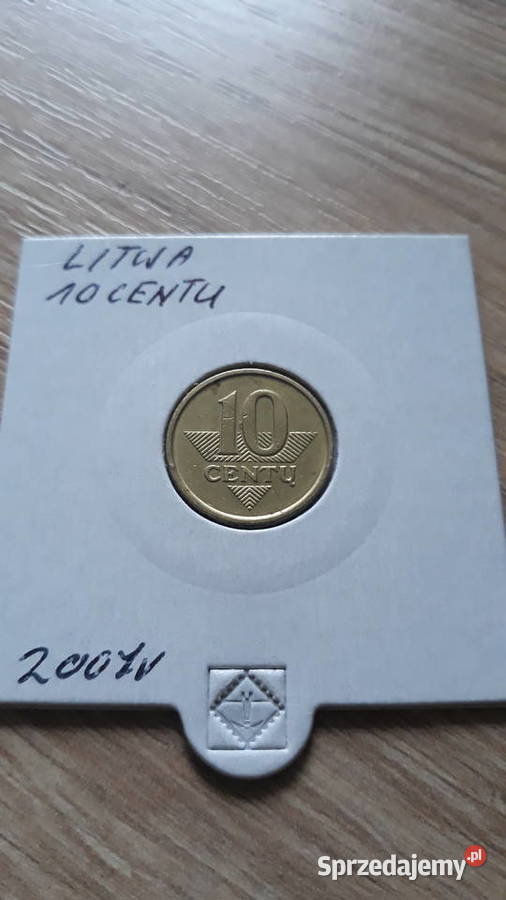 LITWA
10 CENTU
10
CENTŲ
2007r
Sprzedajemy.pl